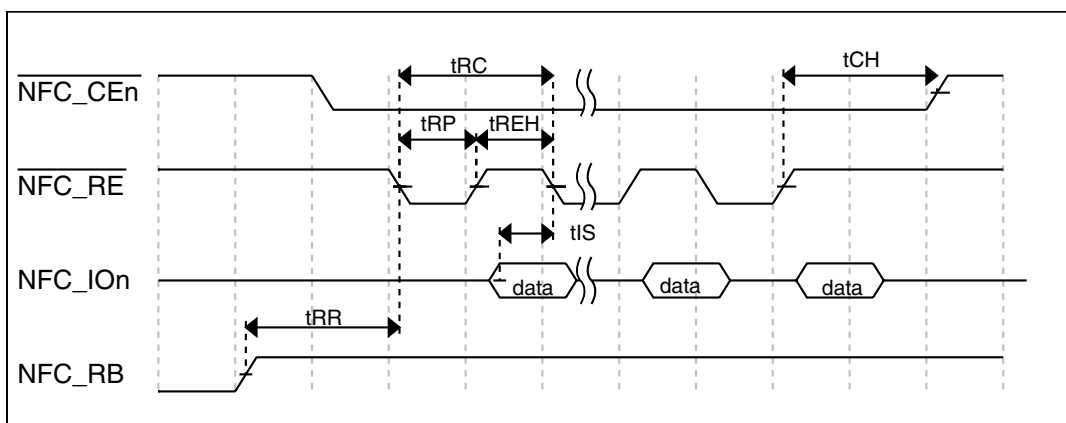 tRC
tCH
NFC_CEn
tRP
tREH
NFC_RE
tIS
NFC_IOn
data
data
data
tRR
NFC_RB